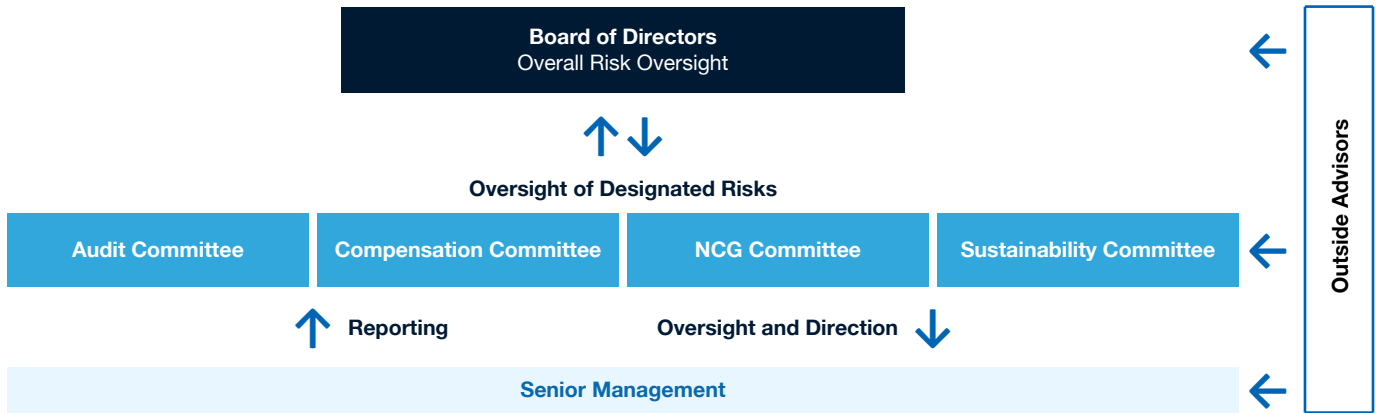 Board of Directors
Overall Risk Oversight
Oversight of Designated Risks
Audit Committee
Compensation Committee
NCG Committee
Sustainability Committee
Reporting
Oversight and Direction
Senior Management
Outside Advisors